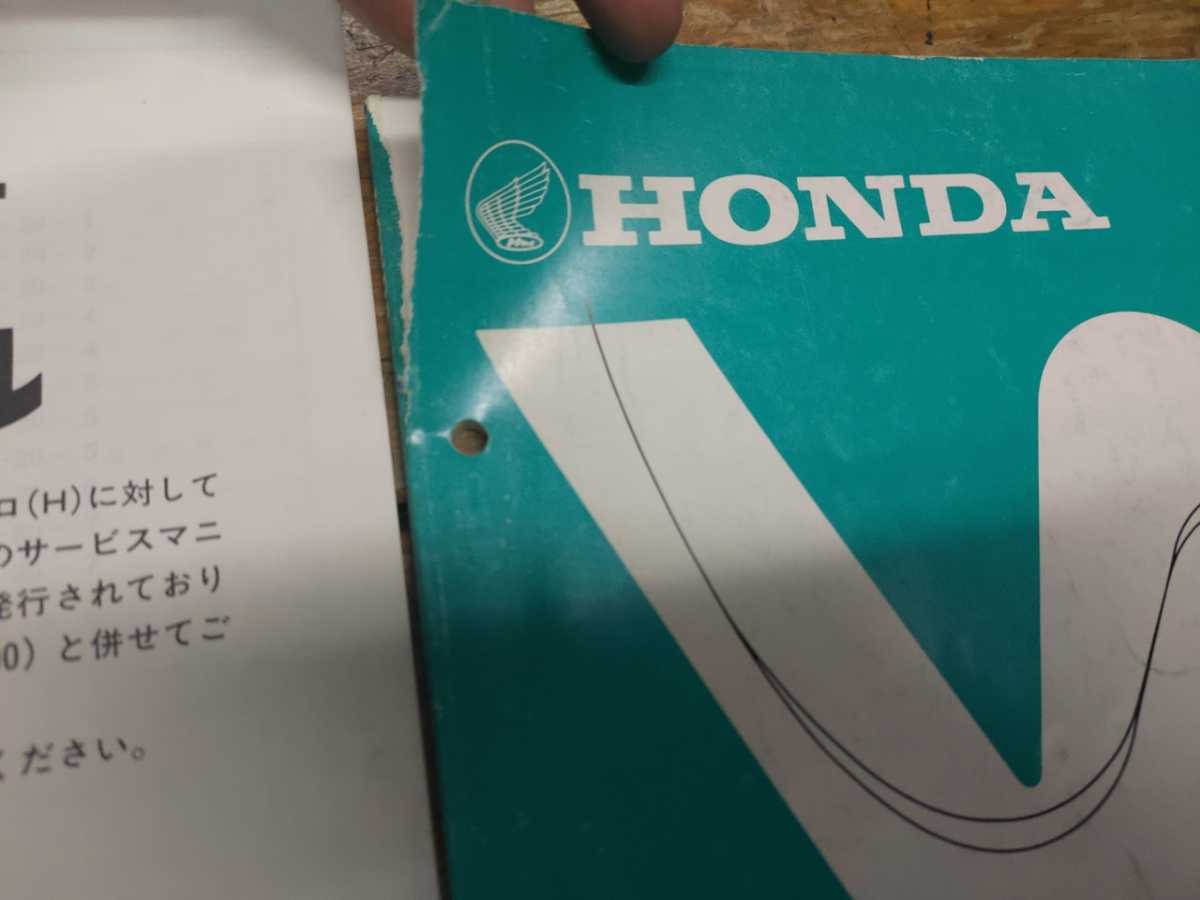 ロ(H)に対して
のサービスマニ
発行されており
00) と併せてご
ください。
HONDA
V